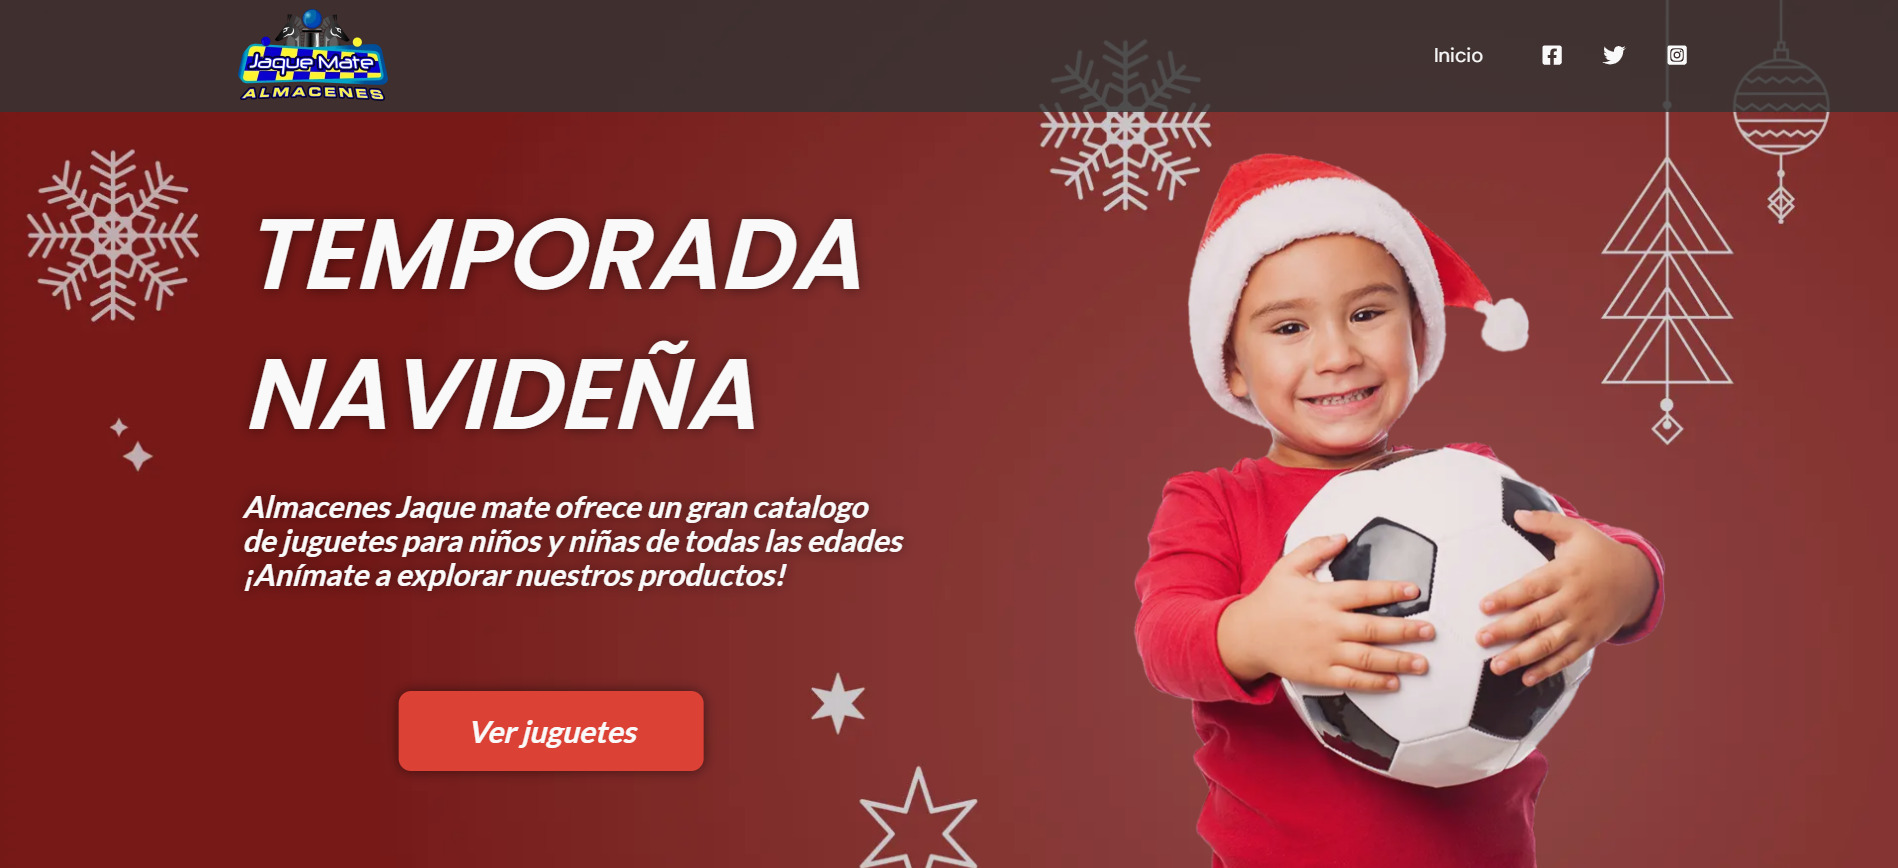 Jaque Mate
ALMACENES
Inicio
TEMPORADA
NAVIDEÑA
Almacenes Jaque mate ofrece un gran catalogo
de juguetes para niños y niñas de todas las edades
¡Anímate a explorar nuestros productos!
Ver juguetes